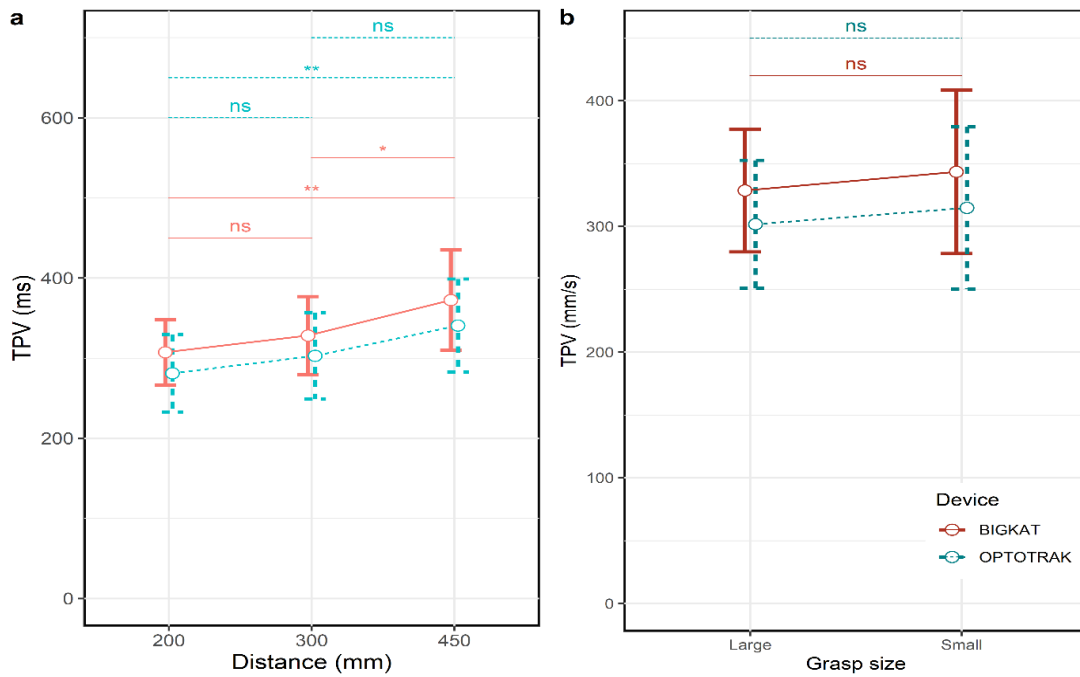 a
ns
**
ns
*
**
ns
600
400
200
0
TPV (ms)
200
300
450
Distance (mm)
b
ns
ns
400
300
200
100
0
TPV (mm/s)
Device
BIGKAT
OPTOTRAK
Large
Small
Grasp size